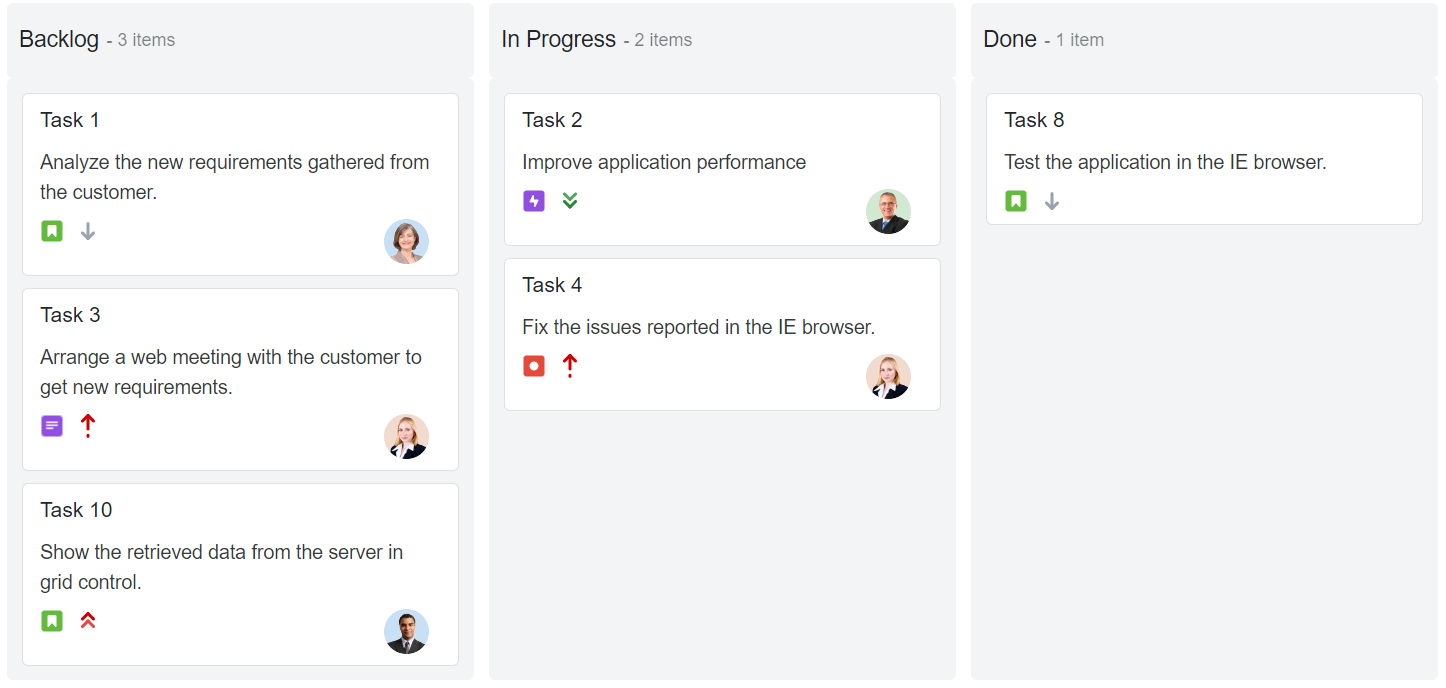 Backlog - 3 items
Task 1
Analyze the new requirements gathered from
the customer.
Task 3
Arrange a web meeting with the customer to
get new requirements.
Task 10
Show the retrieved data from the server in
grid control.
In Progress - 2 items
Task 2
Improve application performance
Task 4
Fix the issues reported in the IE browser.
Done - 1 item
Task 8
Test the application in the IE browser.